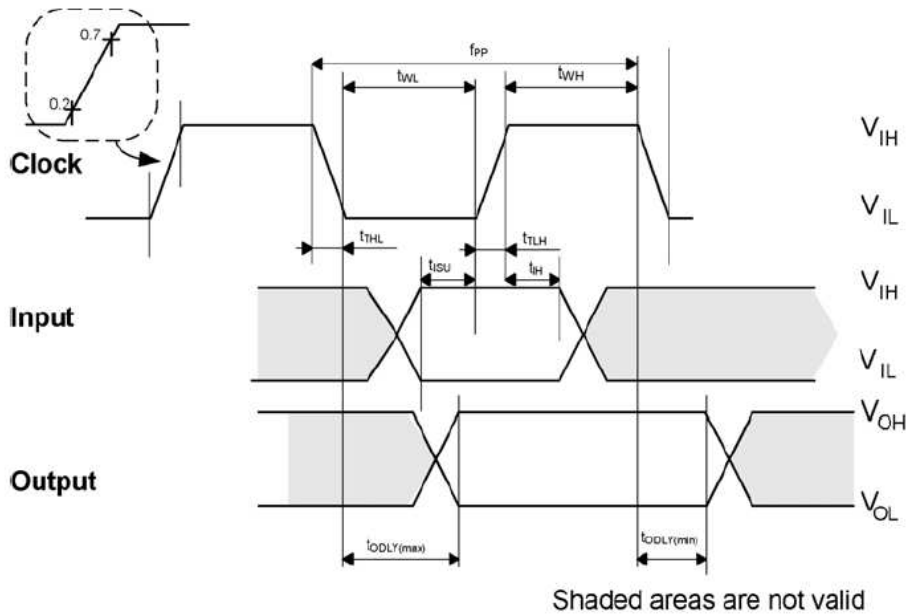 0.7
0.2
fPP
tWL
tWH
VIH
Clock
VIL
tTHL
tTLH
tISU
tIH
VIH
Input
VIL
VOH
Output
VOL
tODLY(max)
tODLY(min)
Shaded areas are not valid